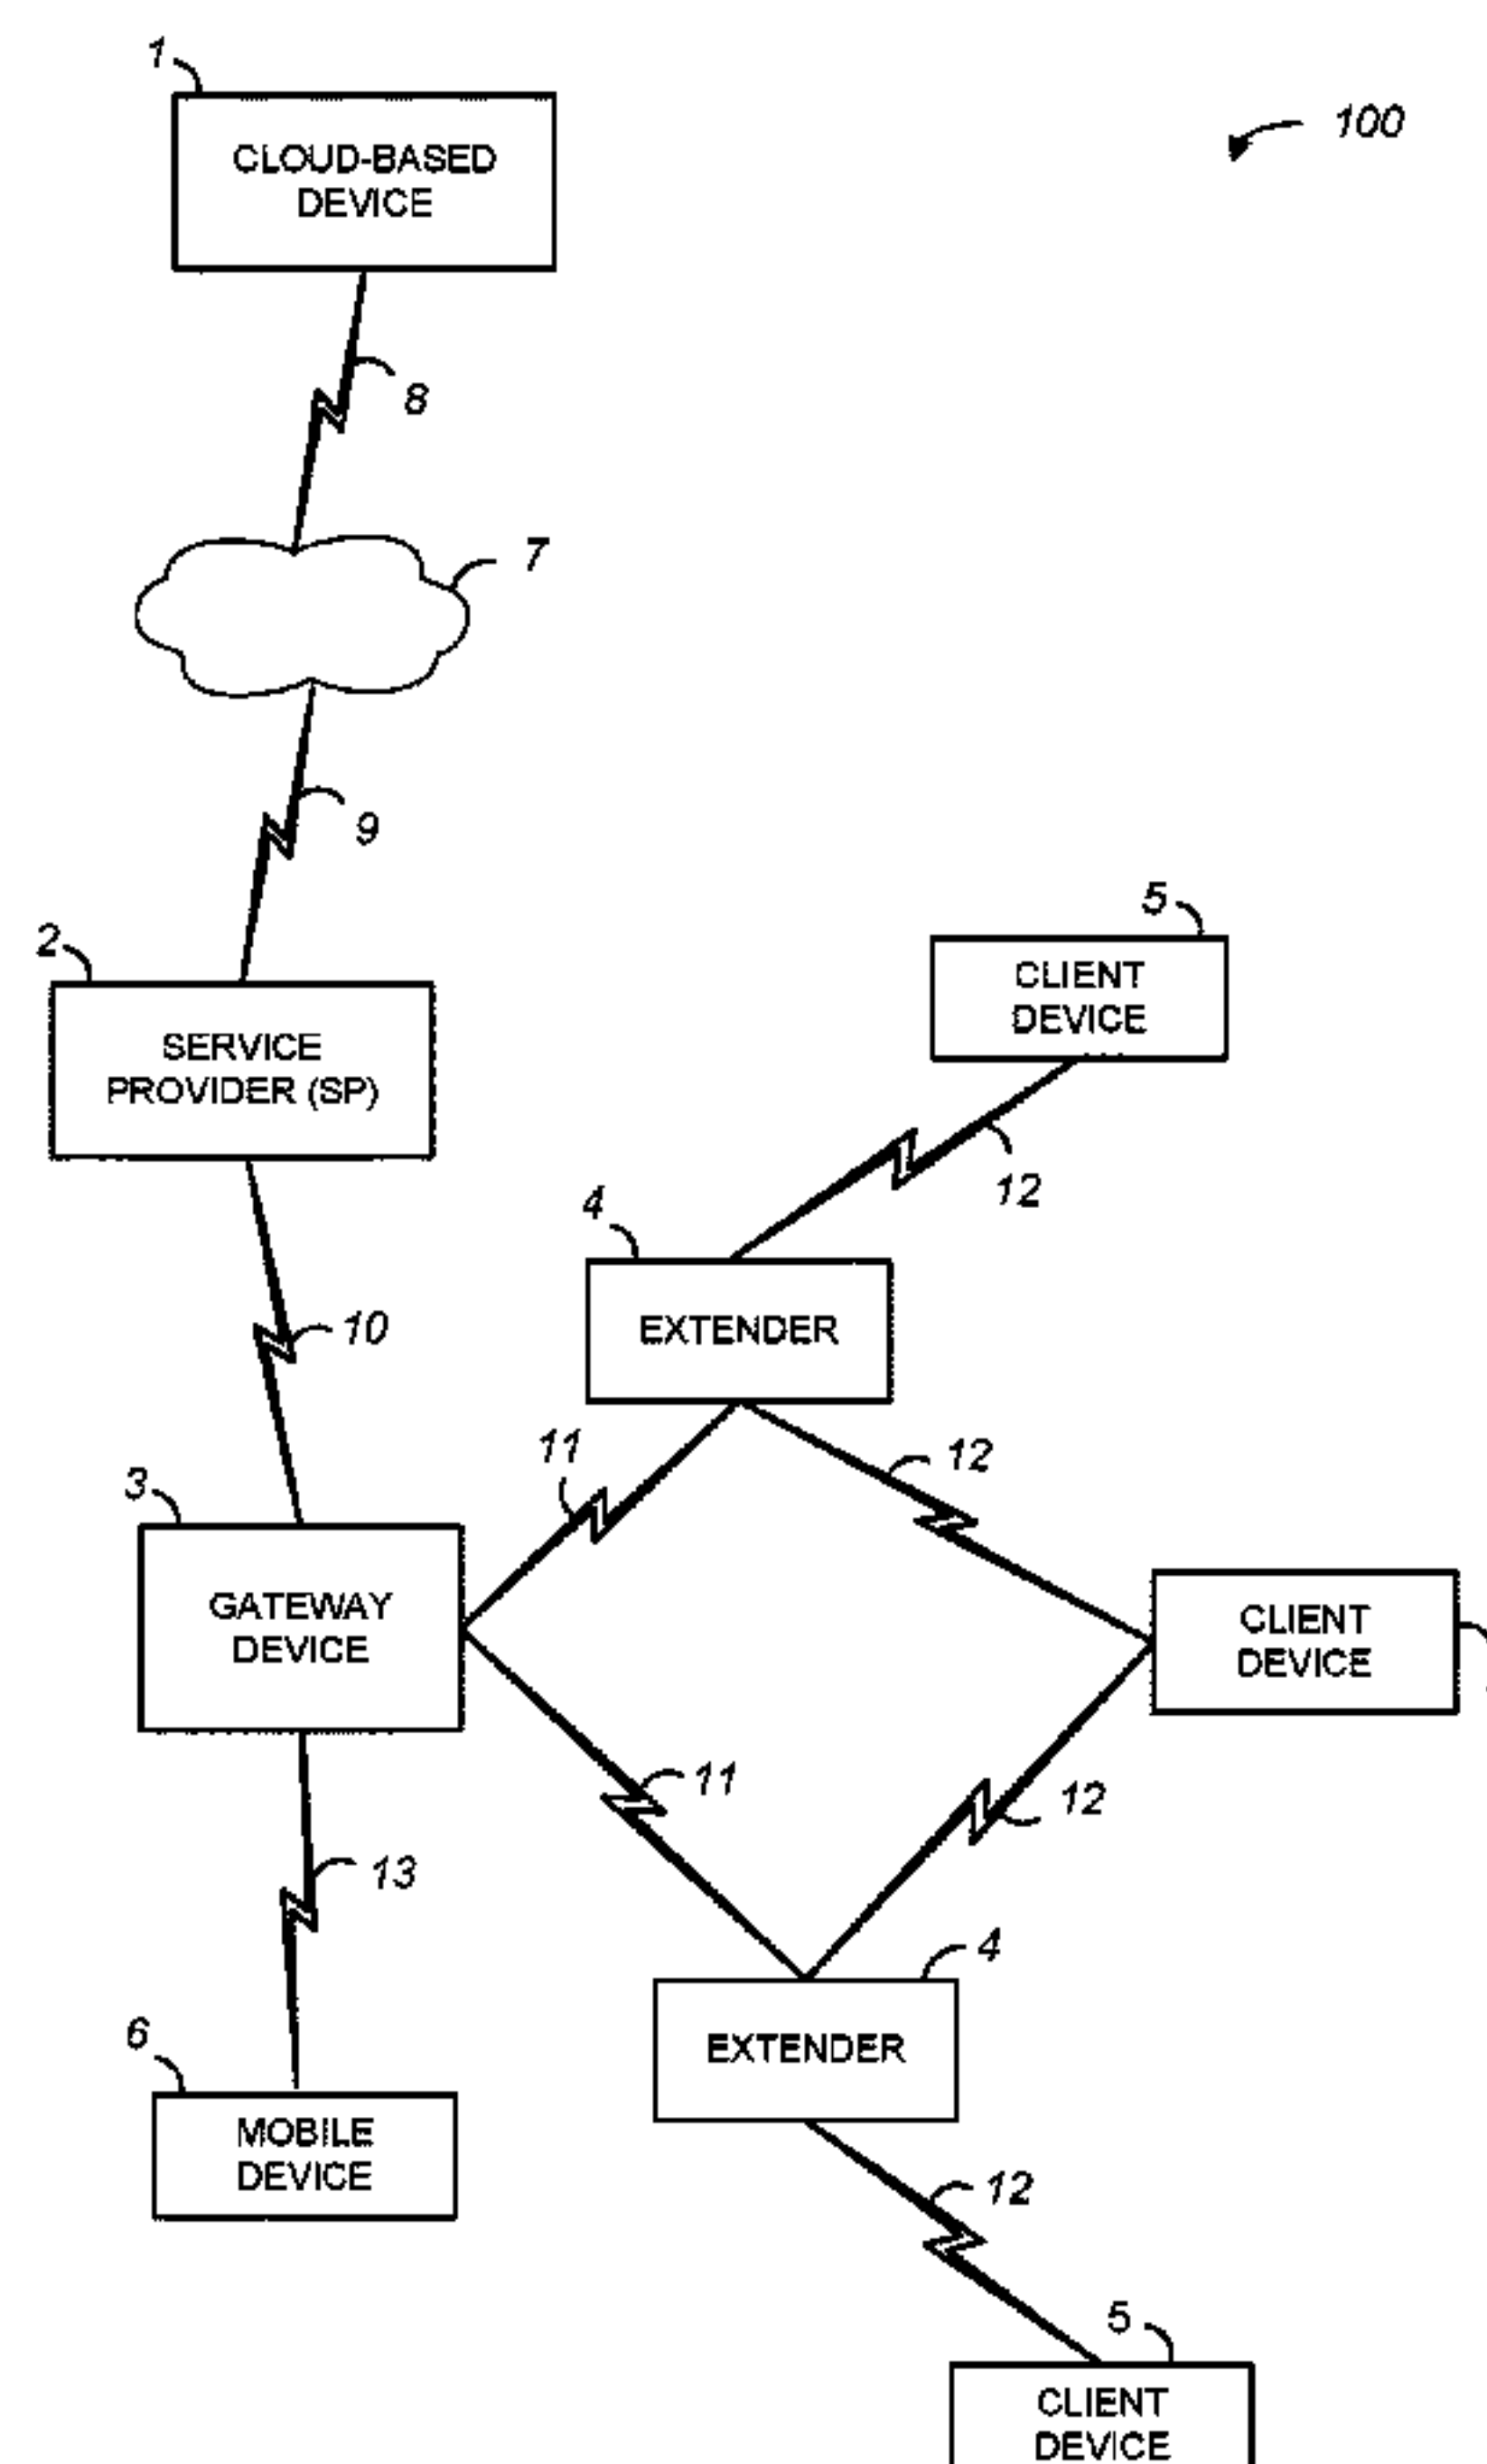 1
100
CLOUD-BASED
DEVICE
8
7
9
2
5
SERVICE
PROVIDER (SP)
CLIENT
DEVICE
12
4
10
EXTENDER
11
12
3
GATEWAY
DEVICE
CLIENT
DEVICE
11
12
13
4
6
EXTENDER
MOBILE
DEVICE
12
5
CLIENT
DEVICE